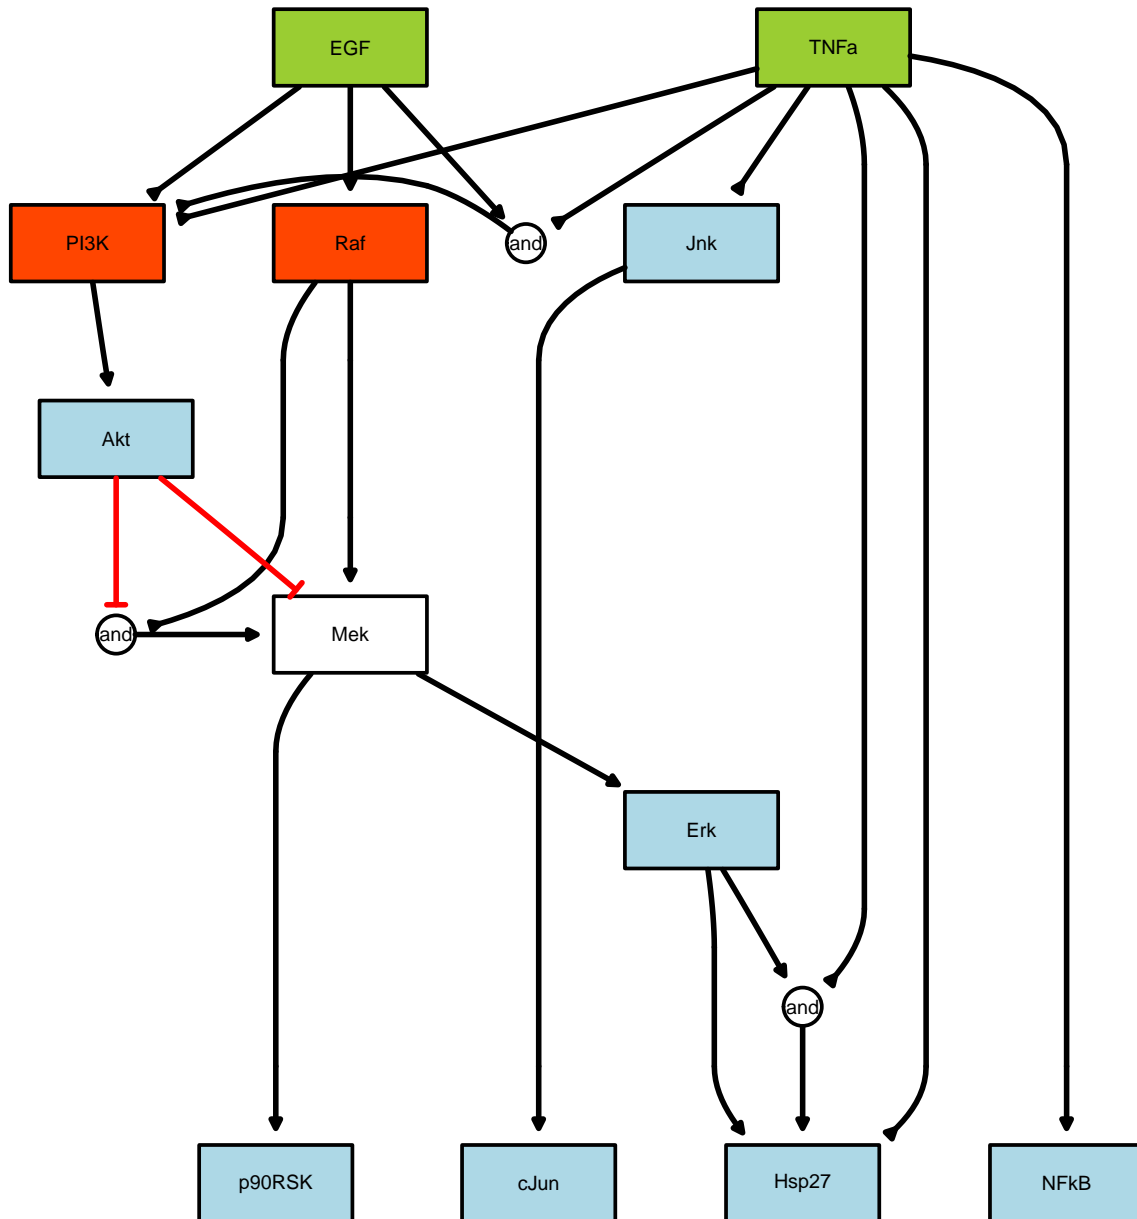 EGF
TNFa
PI3K
Raf
and
Jnk
Akt
and
Mek
Erk
and
p90RSK
cJun
Hsp27
NFkB